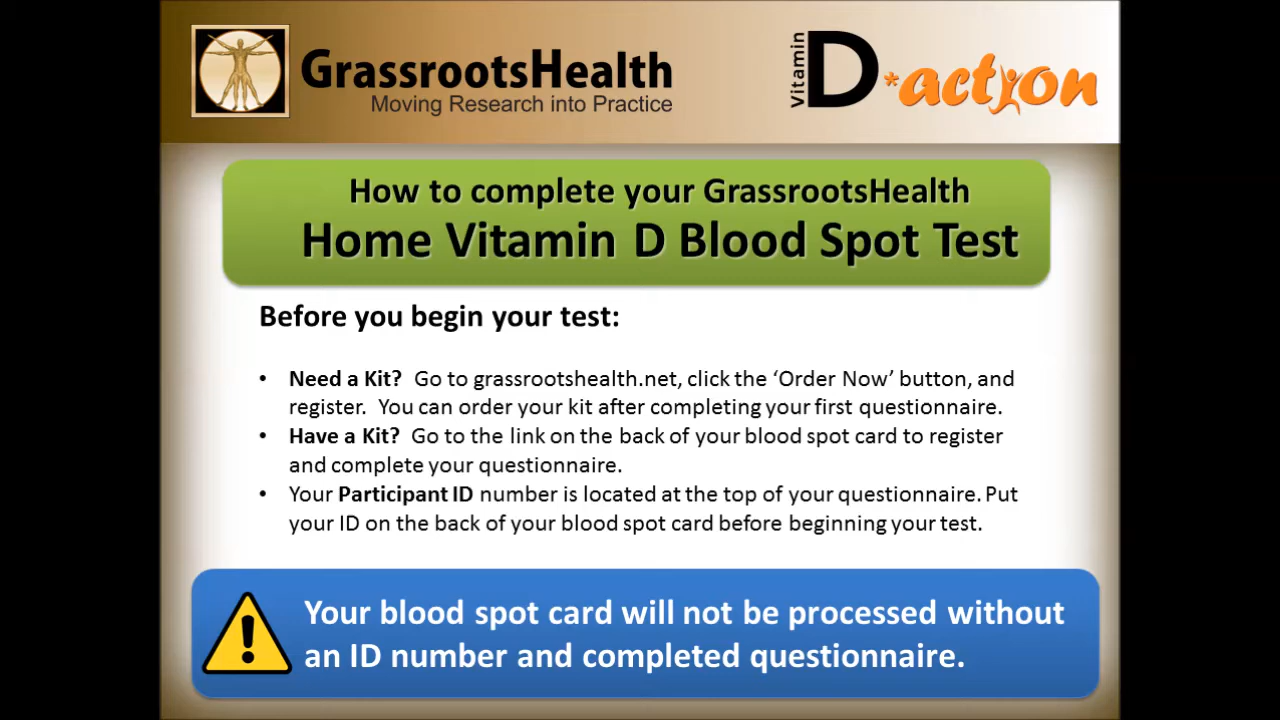 GrassrootsHealth
Moving Research into Practice
Vitamin
D*action
How to complete your GrassrootsHealth
Home Vitamin D Blood Spot Test
Before you begin your test:
• Need a Kit? Go to grassrootshealth.net, click the ‘Order Now’ button, and
register. You can order your kit after completing your first questionnaire.
• Have a Kit? Go to the link on the back of your blood spot card to register
and complete your questionnaire.
• Your Participant ID number is located at the top of your questionnaire. Put
your ID on the back of your blood spot card before beginning your test.
Your blood spot card will not be processed without
an ID number and completed questionnaire.